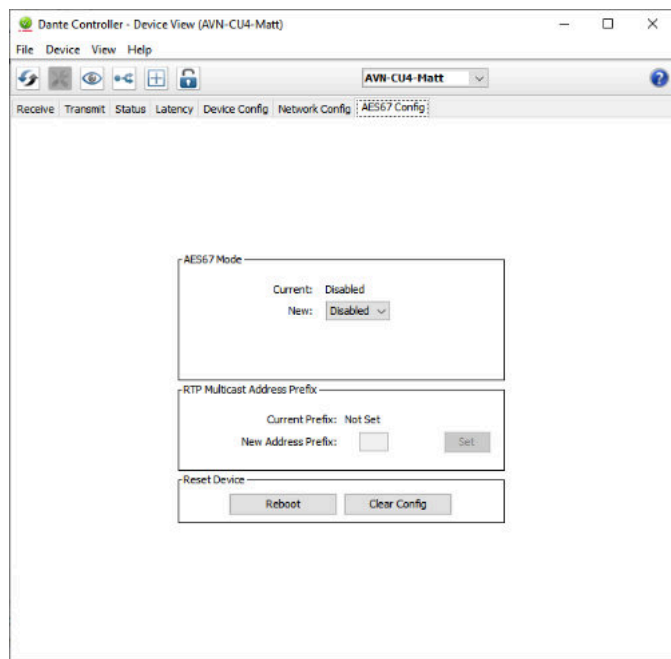 Dante Controller - Device View (AVN-CU4-Matt)
File Device View Help
AVN-CU4-Matt
Receive Transmit Status Latency Device Config Network Config AES67 Config
AES67 Mode
Current: Disabled
New: Disabled
RTP Multicast Address Prefix
Current Prefix: Not Set
New Address Prefix: Set
Reset Device
Reboot Clear Config